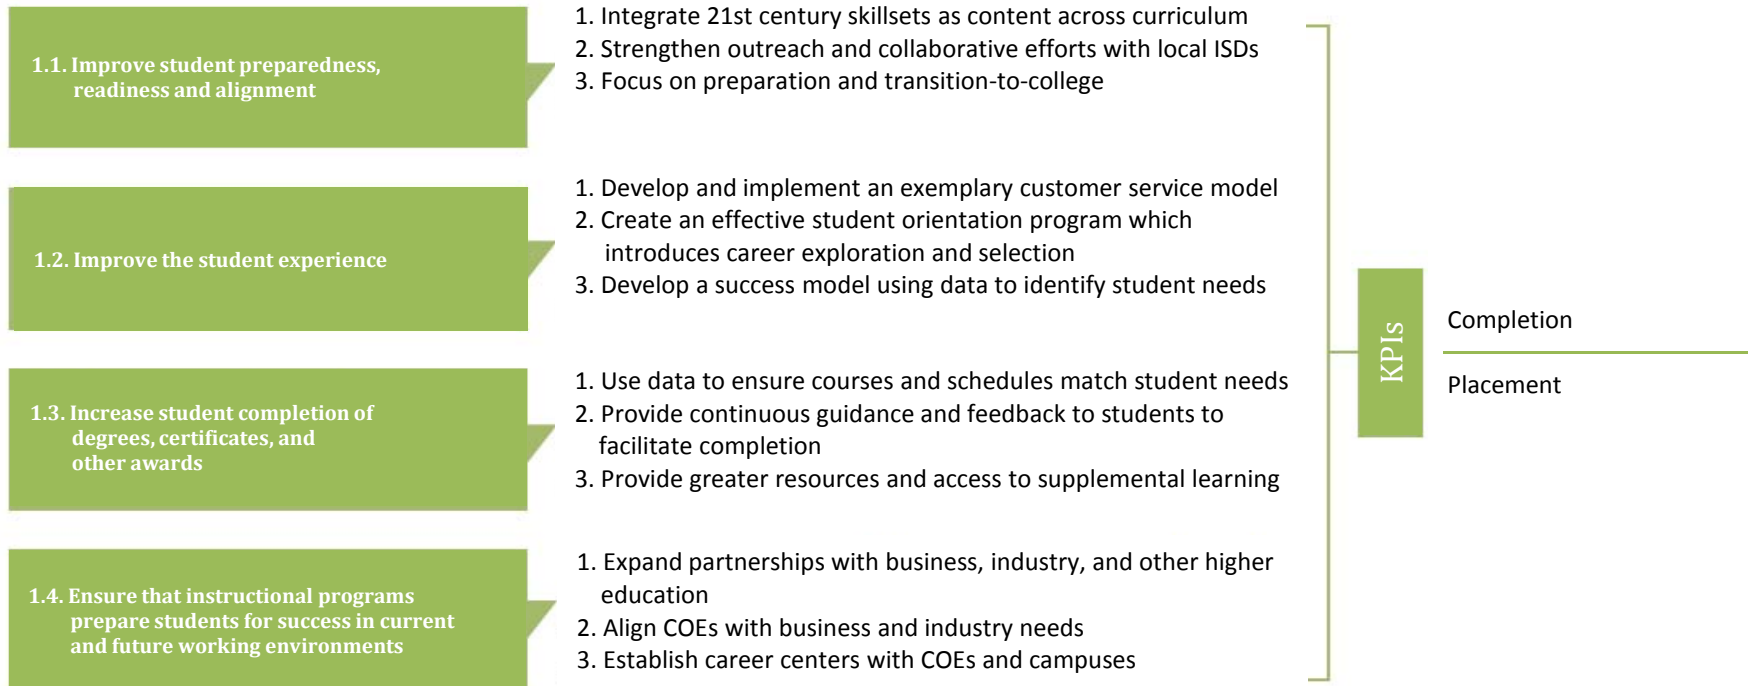 1.1. Improve student preparedness,
readiness and alignment
1. Integrate 21st century skillsets as content across curriculum
2. Strengthen outreach and collaborative efforts with local ISDs
3. Focus on preparation and transition-to-college
1.2. Improve the student experience
1. Develop and implement an exemplary customer service model
2. Create an effective student orientation program which
introduces career exploration and selection
3. Develop a success model using data to identify student needs
1.3. Increase student completion of
degrees, certificates, and
other awards
1. Use data to ensure courses and schedules match student needs
2. Provide continuous guidance and feedback to students to
facilitate completion
3. Provide greater resources and access to supplemental learning
1.4. Ensure that instructional programs
prepare students for success in current
and future working environments
1. Expand partnerships with business, industry, and other higher
education
2. Align COEs with business and industry needs
3. Establish career centers with COEs and campuses
KPIs
Completion
Placement